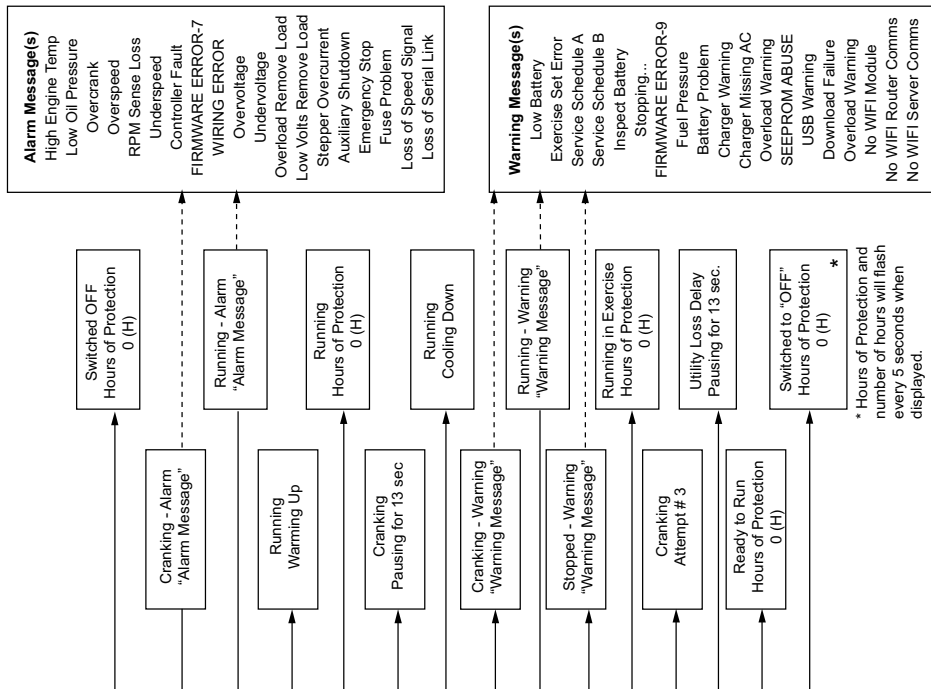 Alarm Message(s)
High Engine Temp
Low Oil Pressure
Overcrank
Overspeed
RPM Sense Loss
Underspeed
Controller Fault
FIRMWARE ERROR-7
WIRING ERROR
Overvoltage
Undervoltage
Overload Remove Load
Low Volts Remove Load
Stepper Overcurrent
Auxiliary Shutdown
Emergency Stop
Fuse Problem
Loss of Speed Signal
Loss of Serial Link
Warning Message(s)
Low Battery
Exercise Set Error
Service Schedule A
Service Schedule B
Inspect Battery
Stopping...
FIRMWARE ERROR-9
Fuel Pressure
Battery Problem
Charger Warning
Charger Missing AC
Overload Warning
SEEPROM ABUSE
USB Warning
Download Failure
Overload Warning
No WIFI Module
No WIFI Router Comms
No WIFI Server Comms
Switched OFF
Hours of Protection
0 (H)
Cranking - Alarm
“Alarm Message”
Running - Alarm
“Alarm Message”
Running
Warming Up
Running
Hours of Protection
0 (H)
Cranking
Pausing for 13 sec
Running
Cooling Down
Cranking - Warning
“Warning Message”
Running - Warning
“Warning Message”
Stopped - Warning
“Warning Message”
Running in Exercise
Hours of Protection
0 (H)
Cranking
Attempt # 3
Utility Loss Delay
Pausing for 13 sec.
Ready to Run
Hours of Protection
0 (H)
Switched to “OFF”
Hours of Protection
0 (H)
*
* Hours of Protection and
number of hours will flash
every 5 seconds when
displayed.